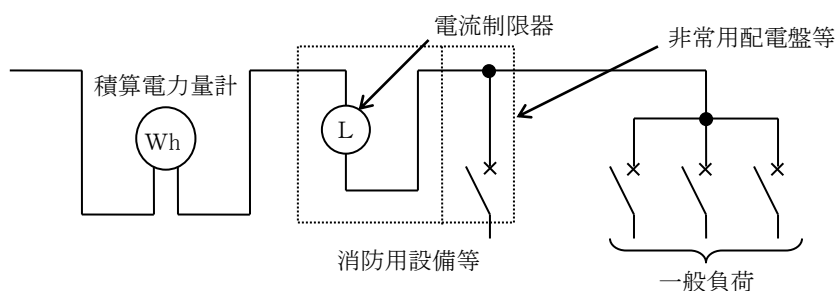 電流制限器
非常用配電盤等
積算電力量計
Wh
L
消防用設備等
一般負荷